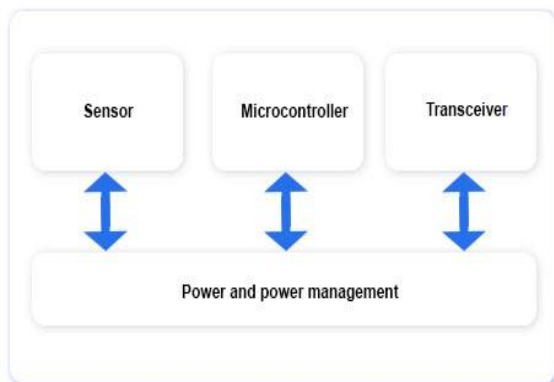 Sensor
Microcontroller
Transceiver
Power and power management